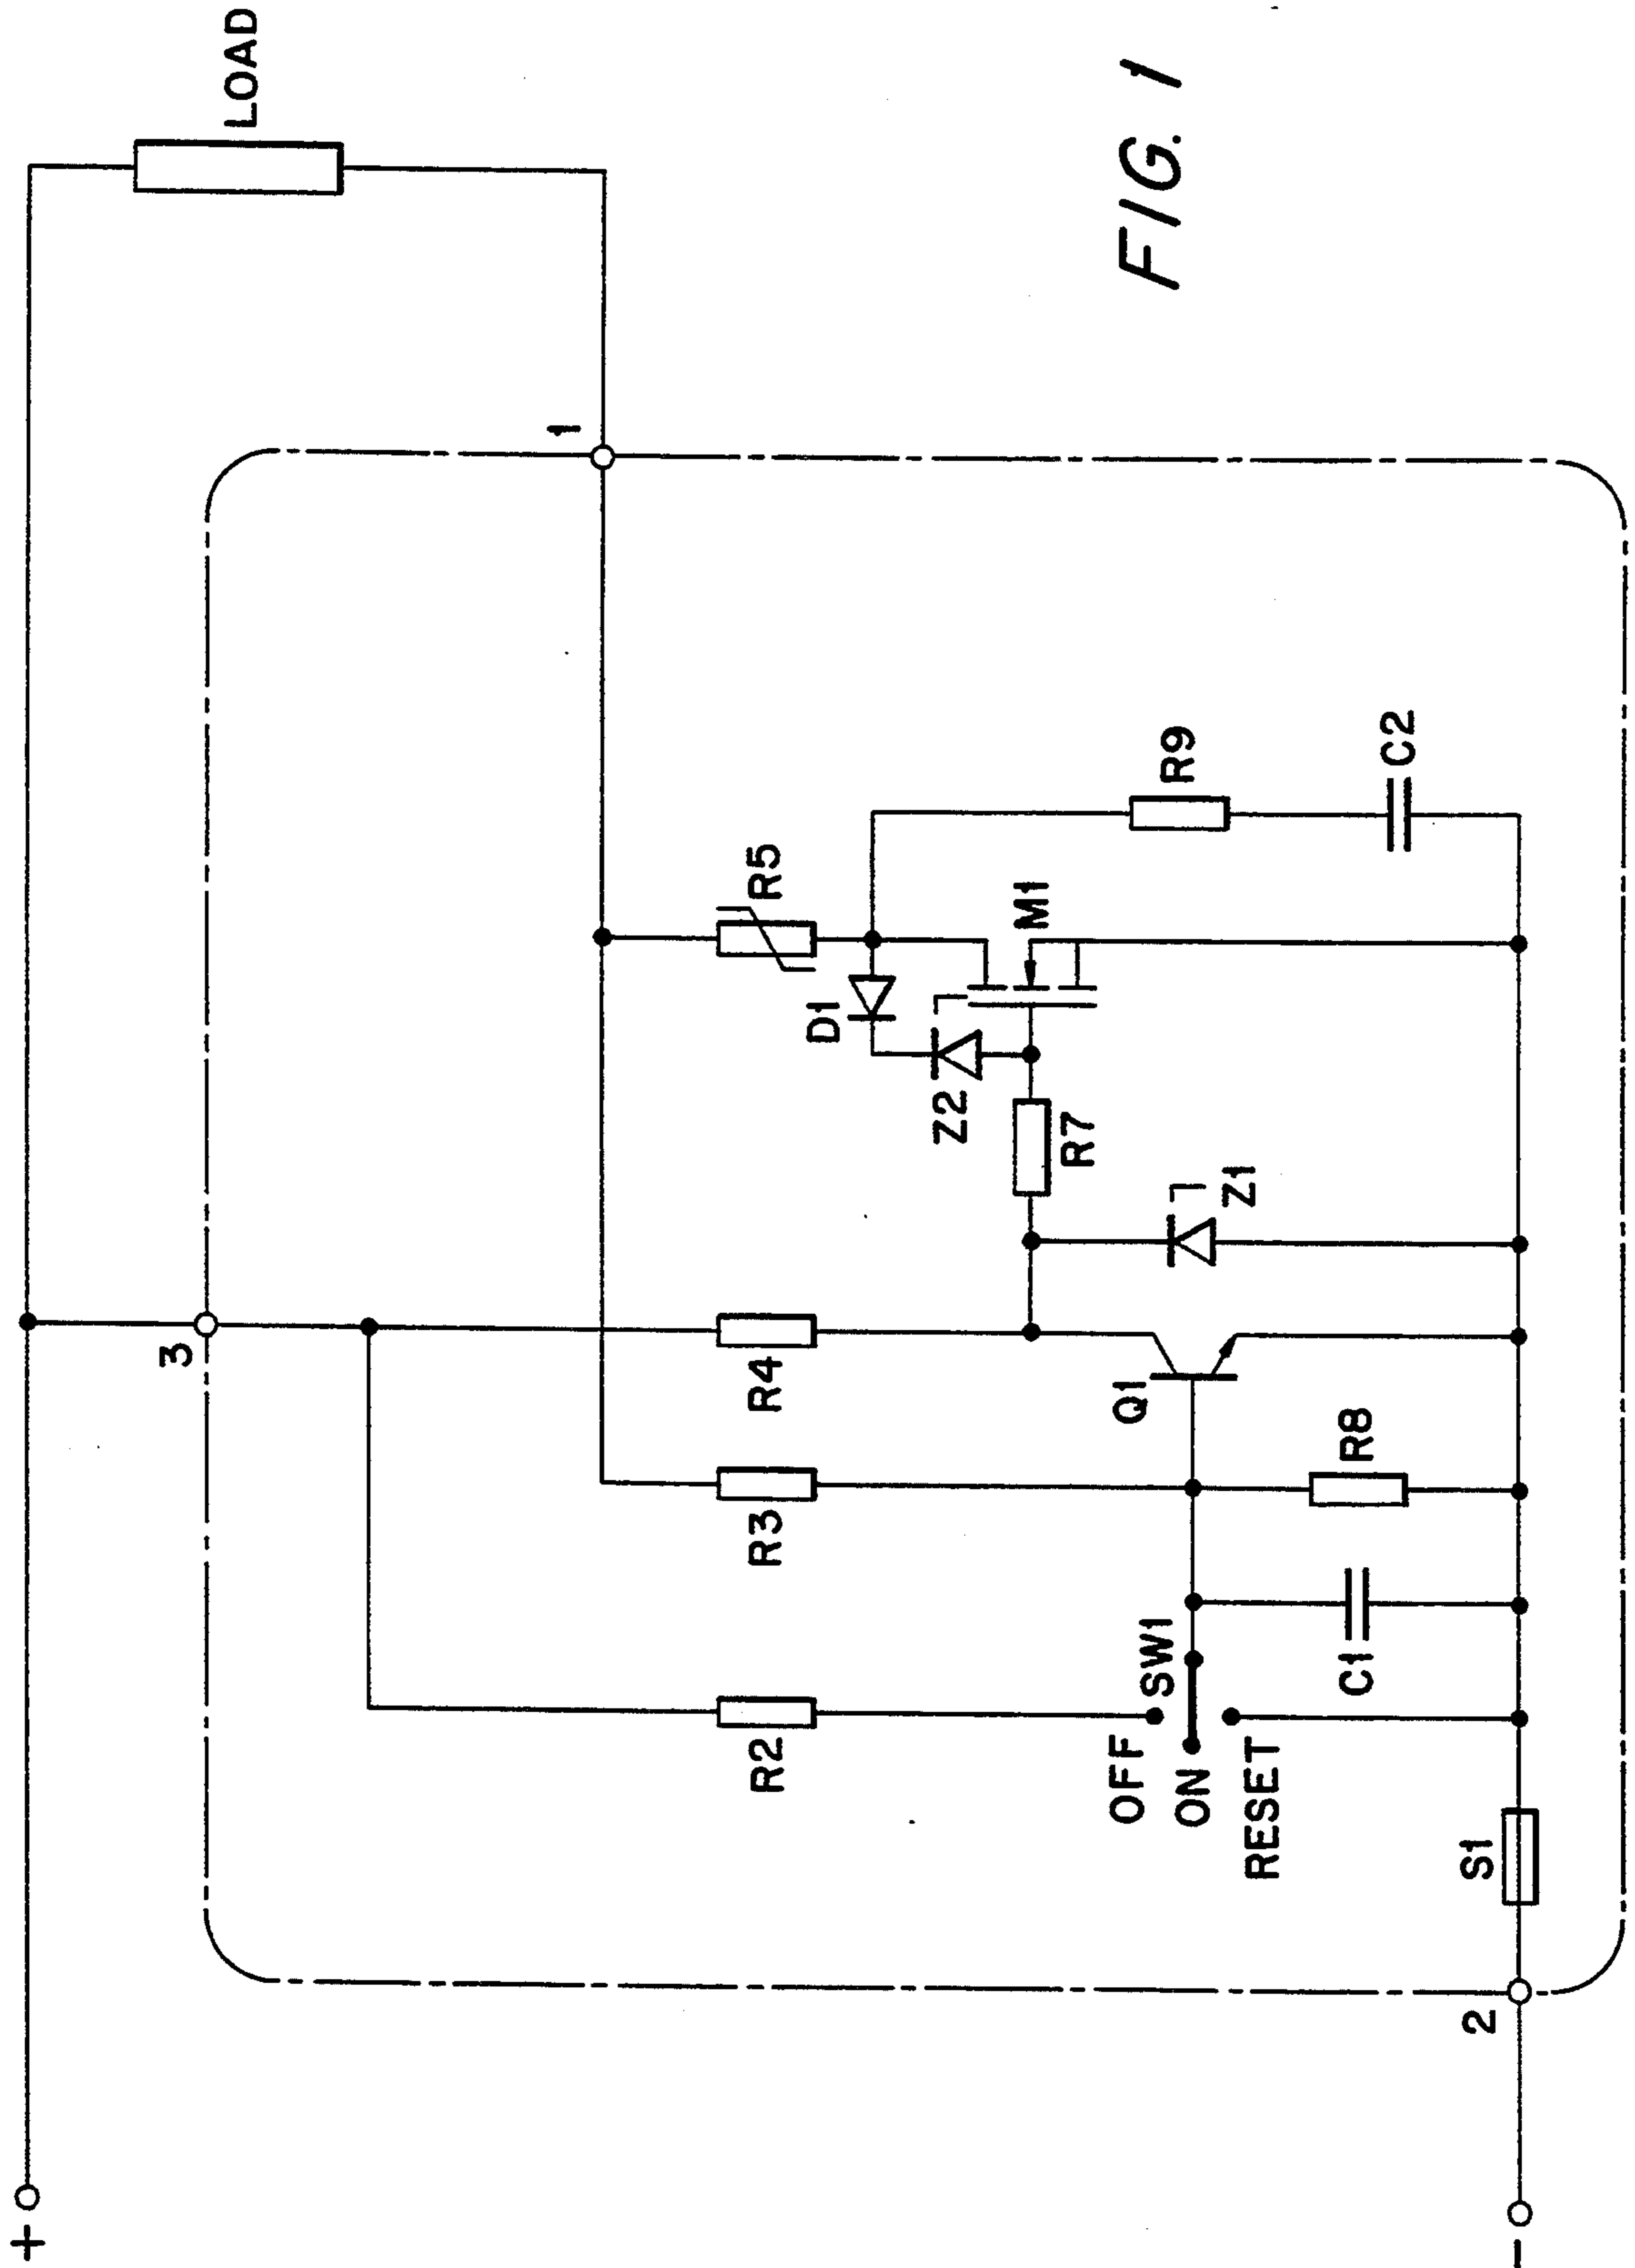 +
3
1
LOAD
R2
R3
R4
R5
D1
Z2
M1
R9
R7
OFF
SW1
ON
RESET
Q1
Z1
C1
R8
C2
S1
2
-
FIG. 1